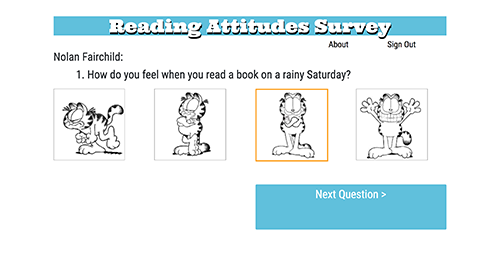 Reading Attitudes Survey
About Sign Out
Nolan Fairchild:
1. How do you feel when you read a book on a rainy Saturday?
Next Question >